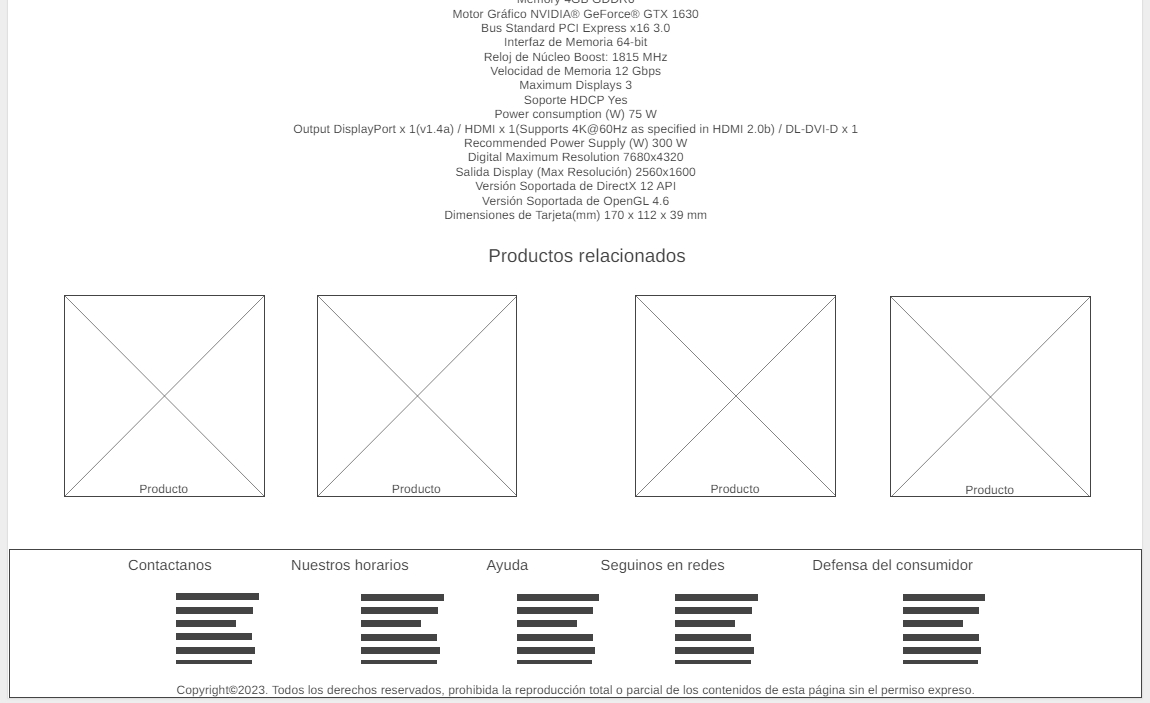 Memory 4GB GDDR6
Motor Gráfico NVIDIA® GeForce® GTX 1630
Bus Standard PCI Express x16 3.0
Interfaz de Memoria 64-bit
Reloj de Núcleo Boost: 1815 MHz
Velocidad de Memoria 12 Gbps
Maximum Displays 3
Soporte HDCP Yes
Power consumption (W) 75 W
Output DisplayPort x 1(v1.4a) / HDMI x 1(Supports 4K@60Hz as specified in HDMI 2.0b) / DL-DVI-D x 1
Recommended Power Supply (W) 300 W
Digital Maximum Resolution 7680x4320
Salida Display (Max Resolución) 2560x1600
Versión Soportada de DirectX 12 API
Versión Soportada de OpenGL 4.6
Dimensiones de Tarjeta(mm) 170 x 112 x 39 mm
Productos relacionados
Producto
Producto
Producto
Producto
Contactanos
Nuestros horarios
Ayuda
Seguinos en redes
Defensa del consumidor
Copyright©2023. Todos los derechos reservados, prohibida la reproducción total o parcial de los contenidos de esta página sin el permiso expreso.